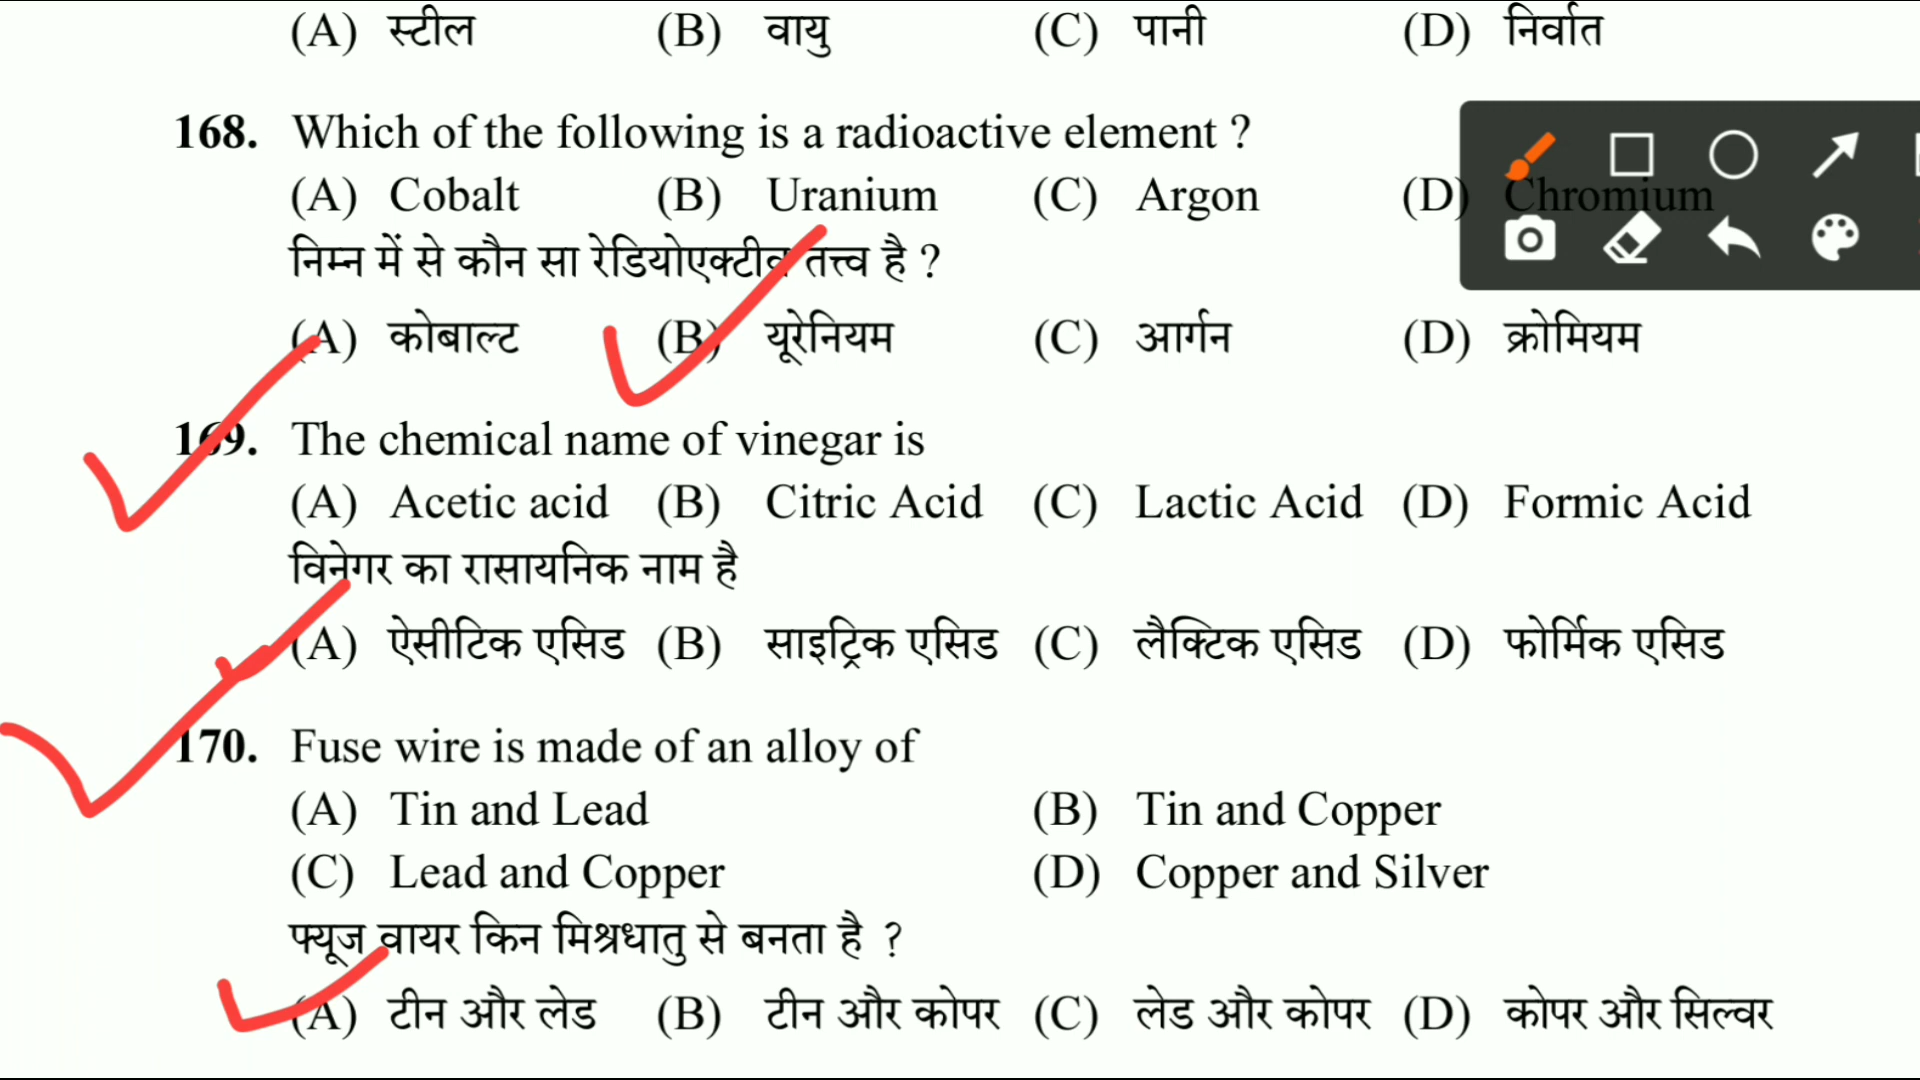 (A) स्टील (B) वायु (C) पानी (D) निर्वात
168. Which of the following is a radioactive element ?
(A) Cobalt (B) Uranium (C) Argon (D) Chromium
निम्न में से कौन सा रेडियोएक्टीव तत्त्व है ?
(A) कोबाल्ट (B) यूरेनियम (C) आर्गन (D) क्रोमियम
169. The chemical name of vinegar is
(A) Acetic acid (B) Citric Acid (C) Lactic Acid (D) Formic Acid
विनेगर का रासायनिक नाम है
(A) ऐसीटिक एसिड (B) साइट्रिक एसिड (C) लैक्टिक एसिड (D) फोर्मिक एसिड
170. Fuse wire is made of an alloy of
(A) Tin and Lead (B) Tin and Copper
(C) Lead and Copper (D) Copper and Silver
फ्यूज वायर किन मिश्रधातु से बनता है ?
(A) टीन और लेड (B) टीन और कोपर (C) लेड और कोपर (D) कोपर और सिल्वर